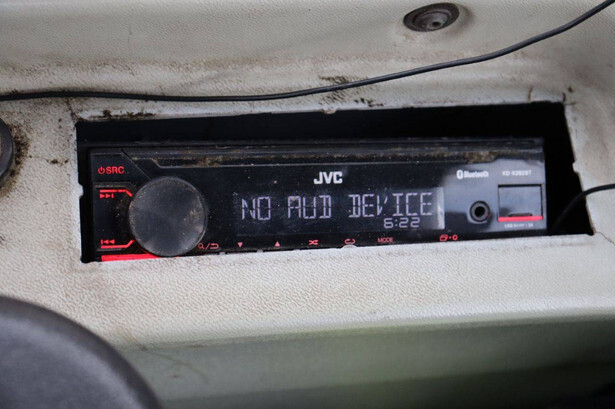 SRC
JVC
Bluetooth
NO AUD DEVICE
6:22
MODE